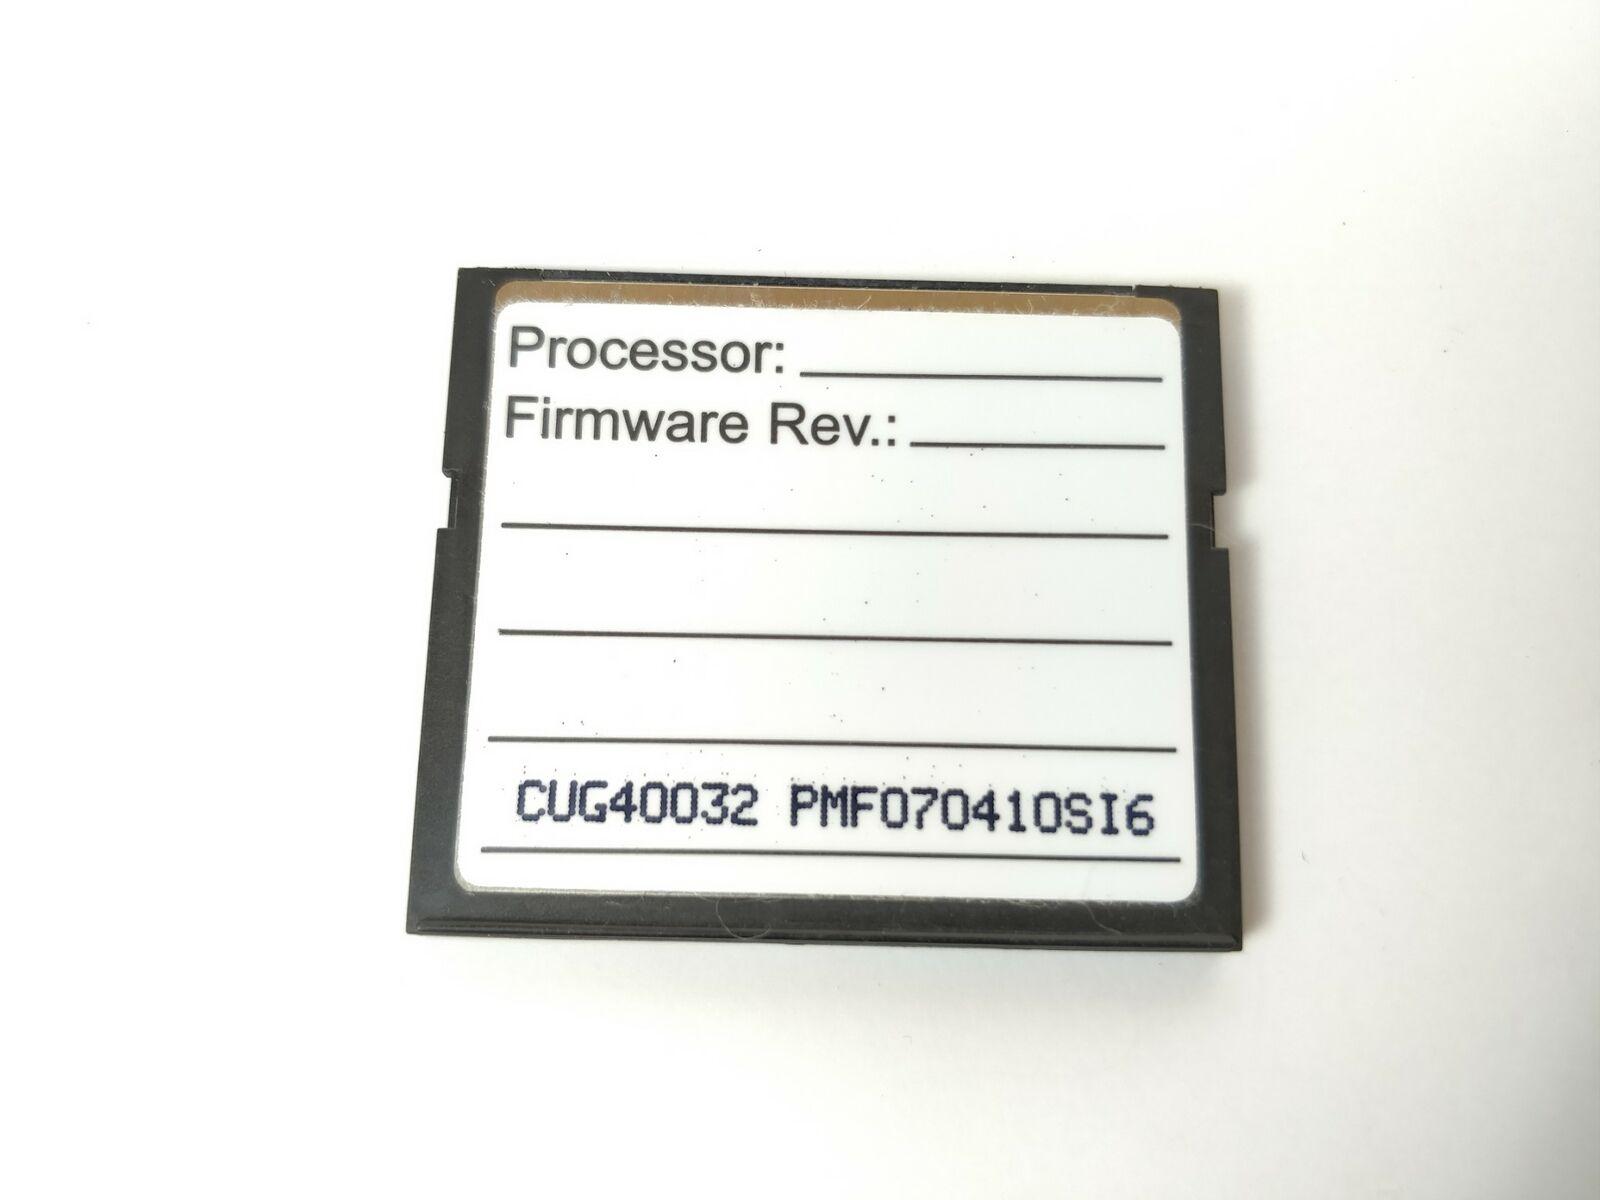 Processor:
Firmware Rev.:
CUG40032 PMF070410SI6